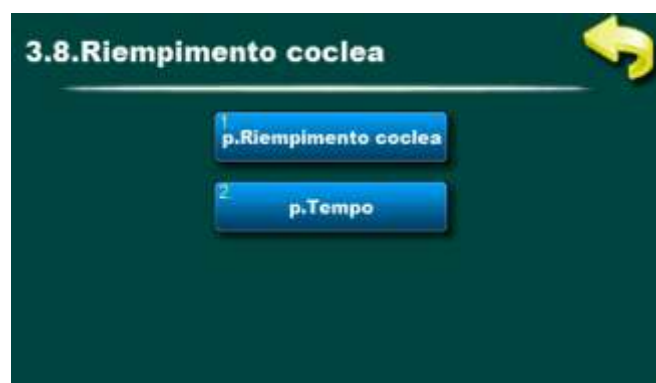 3.8.Riempimento coclea
1.
p.Riempimento coclea
2.
p.Tempo